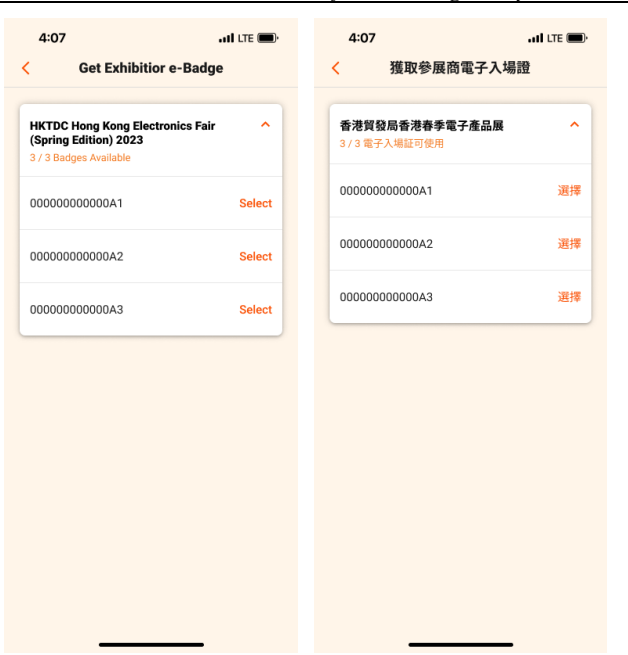 4:07
LTE
Get Exhibitior e-Badge
HKTDC Hong Kong Electronics Fair
(Spring Edition) 2023
3 / 3 Badges Available
000000000000A1
Select
000000000000A2
Select
000000000000A3
Select
4:07
LTE
獲取參展商電子入場證
香港貿發局香港春季電子產品展
3 / 3 電子入場証可使用
000000000000A1
選擇
000000000000A2
選擇
000000000000A3
選擇